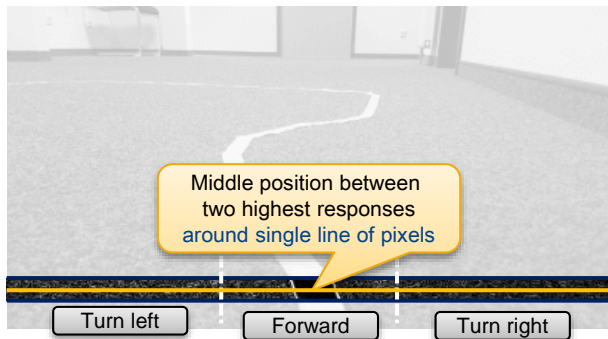 Middle position between
two highest responses
around single line of pixels
Turn left
Forward
Turn right